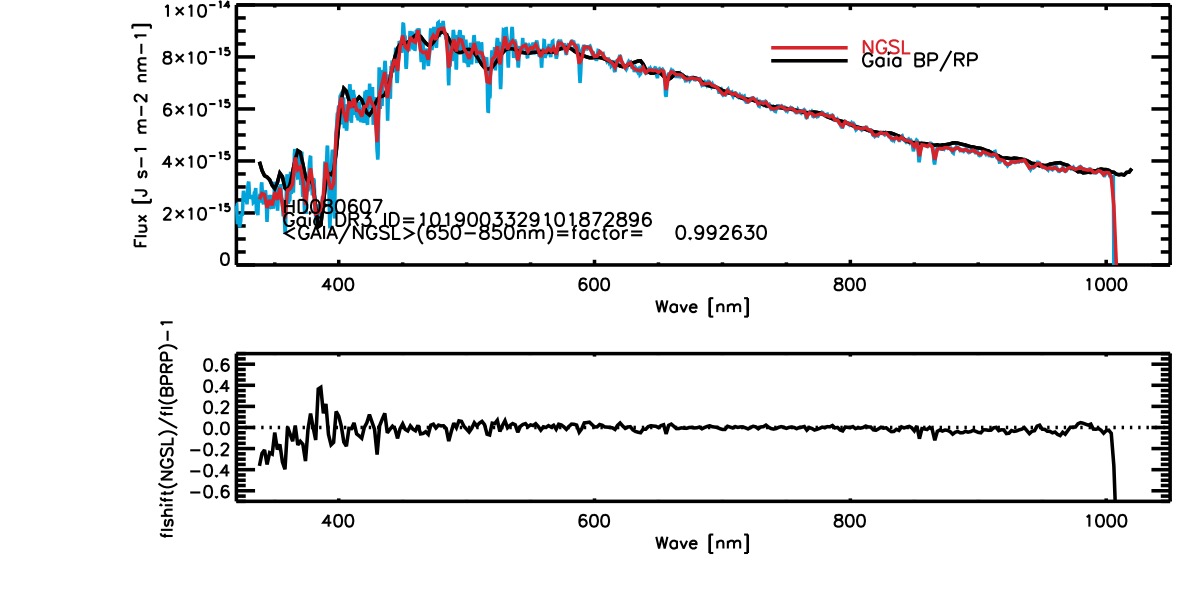 1×10−14
8×10−15
6×10−15
4×10−15
2×10−15
0
Flux [J s−1 m−2 nm−1]
NGSL
Gaia BP/RP
HD080607
Gaia DR3 ID=1019003329101872896
<GAIA/NGSL>(650−850nm)=factor= 0.992630
400 600 800 1000
Wave [nm]
flshift(NGSL)/fl(BPRP)−1
0.6
0.4
0.2
0.0
−0.2
−0.4
−0.6
400 600 800 1000
Wave [nm]